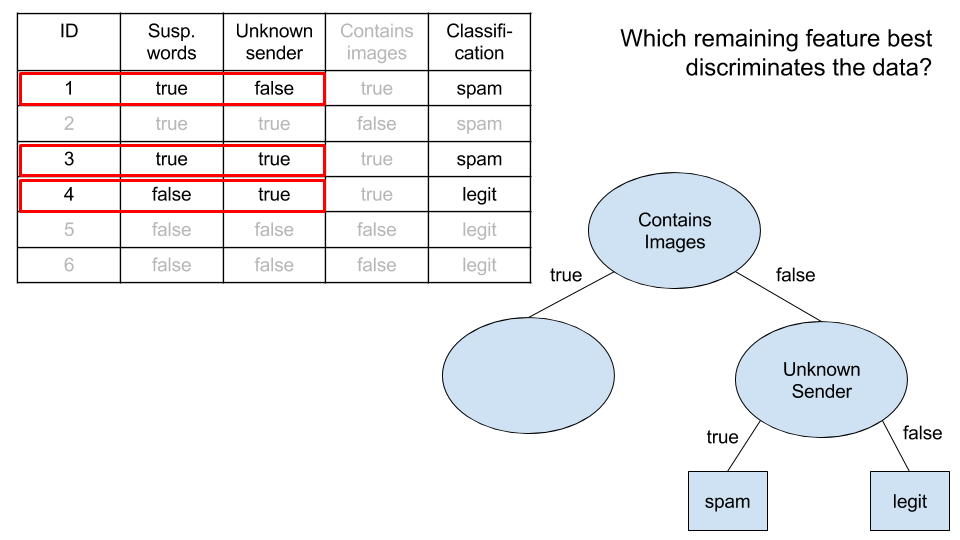 ID Susp. words Unknown sender Contains images Classifi-cation
1 true false true spam
2 true true false spam
3 true true true spam
4 false true true legit
5 false false false legit
6 false false false legit
Which remaining feature best
discriminates the data?
Contains
Images
true
false
Unknown
Sender
true
false
spam
legit